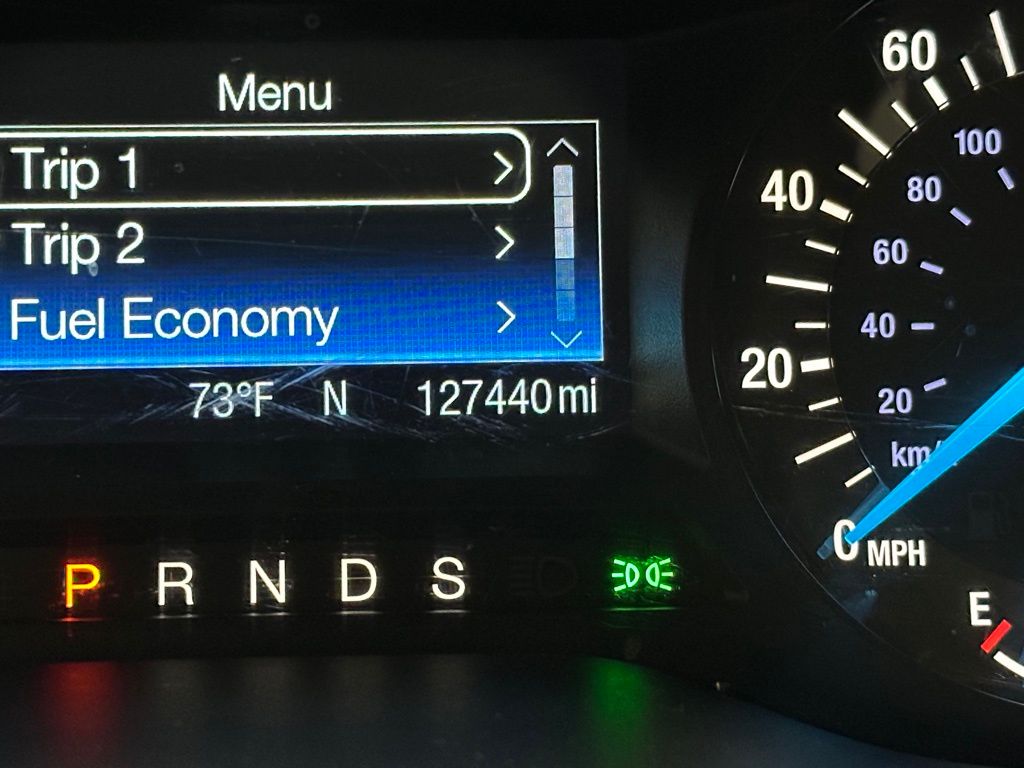 Menu
Trip 1
Trip 2
Fuel Economy
73°F N 127440 mi
P R N D S
60
40
20
0 MPH
100
80
60
40
20
km/
E